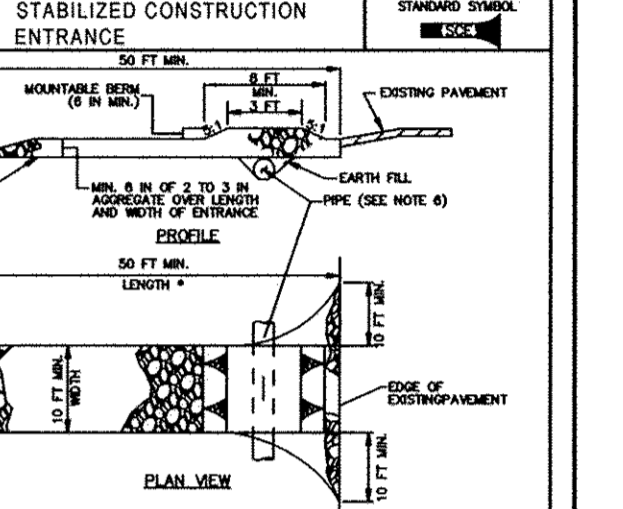 STABILIZED CONSTRUCTION
ENTRANCE
STANDARD SYMBOL
SCE
50 FT MIN.
MOUNTABLE BERM
(6 IN MIN.)
8 FT
MIN.
3 FT
5:1
5:1
EXISTING PAVEMENT
EARTH FILL
PIPE (SEE NOTE 6)
MIN. 6 IN OF 2 TO 3 IN
AGGREGATE OVER LENGTH
AND WIDTH OF ENTRANCE
PROFILE
50 FT MIN.
LENGTH *
10 FT MIN.
10 FT MIN.
WIDTH
EDGE OF
EXISTINGPAVEMENT
10 FT MIN.
PLAN VIEW